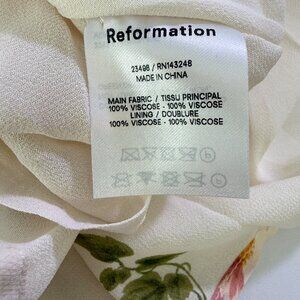 Reformation
23498 / RN143248
MADE IN CHINA
MAIN FABRIC / TISSU PRINCIPAL
100% VISCOSE - 100% VISCOSE
LINING / DOUBLURE
100% VISCOSE - 100% VISCOSE